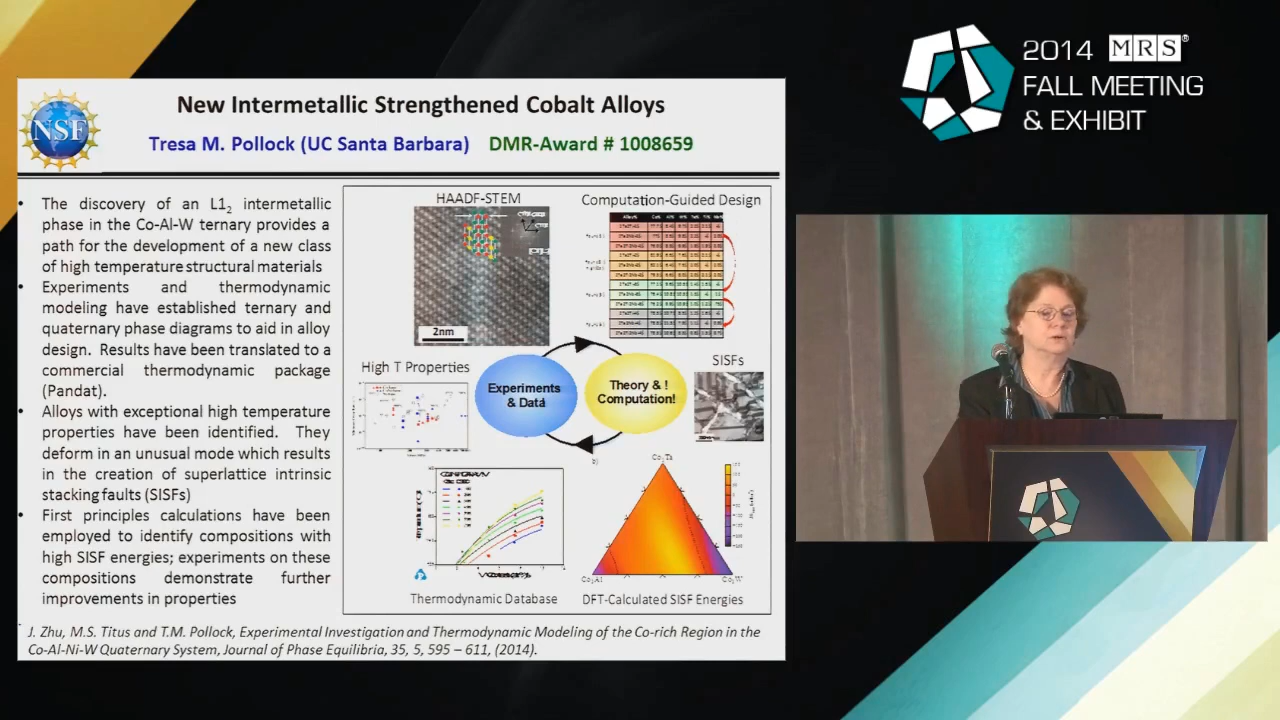 2014 MRS®
FALL MEETING
& EXHIBIT
NSF
New Intermetallic Strengthened Cobalt Alloys
Tresa M. Pollock (UC Santa Barbara) DMR-Award # 1008659
• The discovery of an L1₂ intermetallic
phase in the Co-Al-W ternary provides a
path for the development of a new class
of high temperature structural materials
• Experiments and thermodynamic
modeling have established ternary and
quaternary phase diagrams to aid in alloy
design. Results have been translated to a
commercial thermodynamic package
(Pandat).
• Alloys with exceptional high temperature
properties have been identified. They
deform in an unusual mode which results
in the creation of superlattice intrinsic
stacking faults (SISFs)
• First principles calculations have been
employed to identify compositions with
high SISF energies; experiments on these
compositions demonstrate further
improvements in properties
HAADF-STEM
2nm
Computation-Guided Design
High T Properties
Experiments
& Data
Theory & !
Computation!
SISFs
Thermodynamic Database
Co₃Ta
Co₃Al
Co₃W
DFT-Calculated SISF Energies
J. Zhu, M.S. Titus and T.M. Pollock, Experimental Investigation and Thermodynamic Modeling of the Co-rich Region in the
Co-Al-Ni-W Quaternary System, Journal of Phase Equilibria, 35, 5, 595 – 611, (2014).